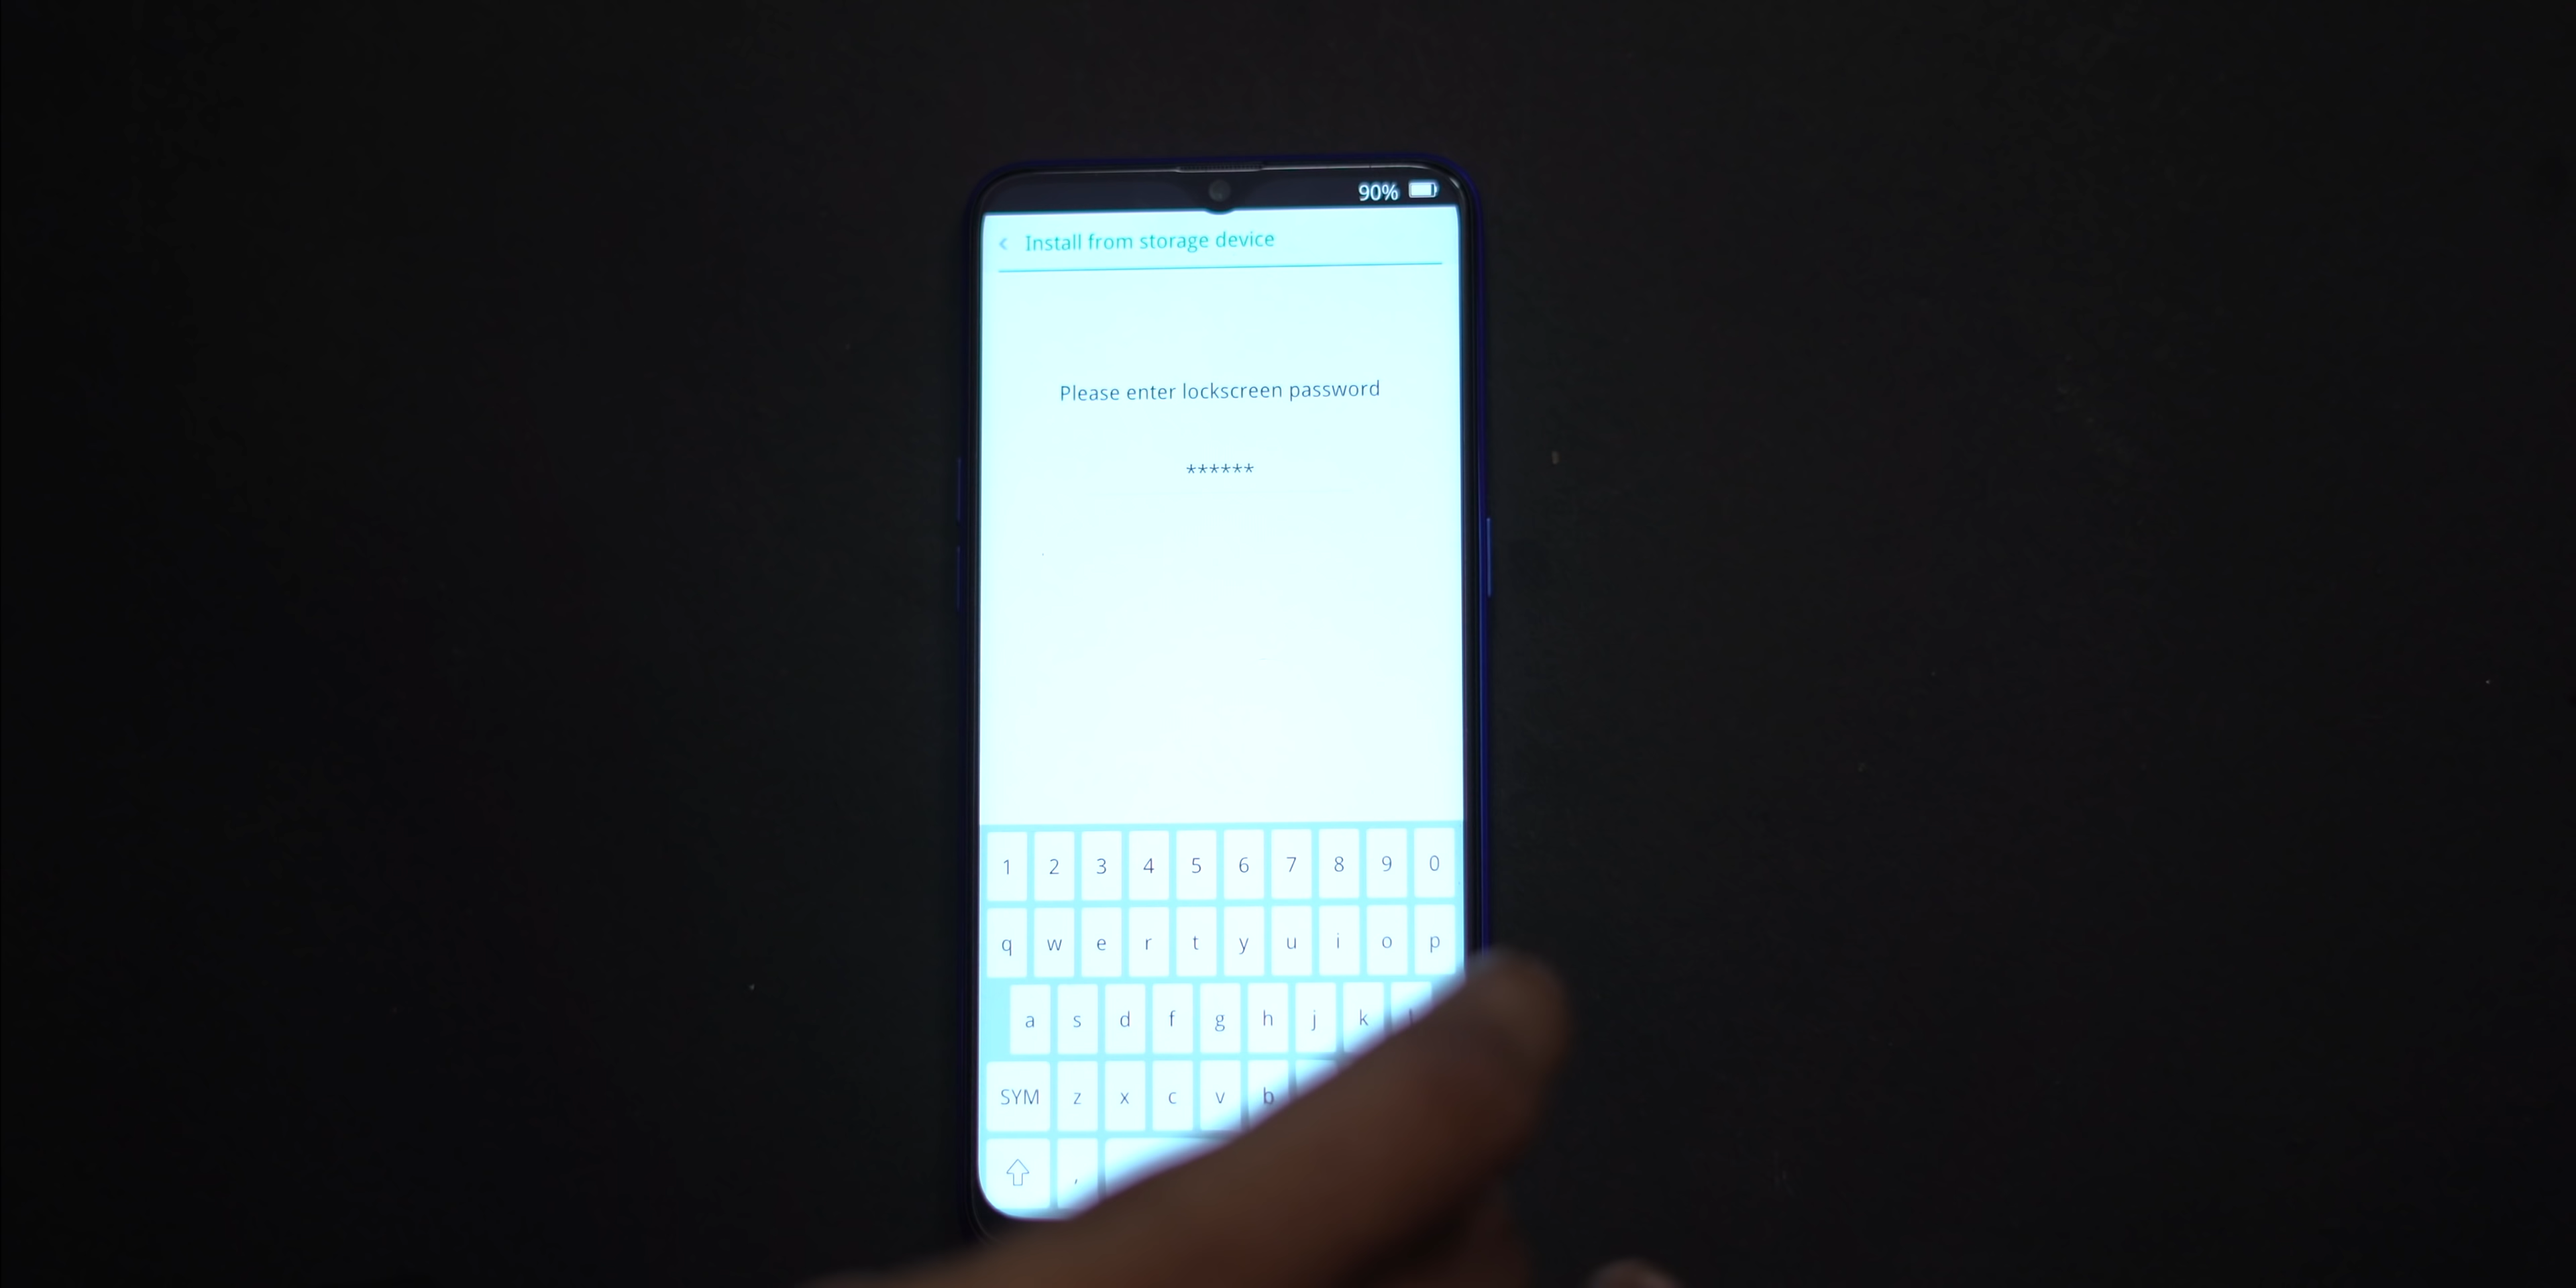 90%
< Install from storage device
Please enter lockscreen password
******
1 2 3 4 5 6 7 8 9 0
q w e r t y u i o p
a s d f g h j k
SYM z x c v b
,